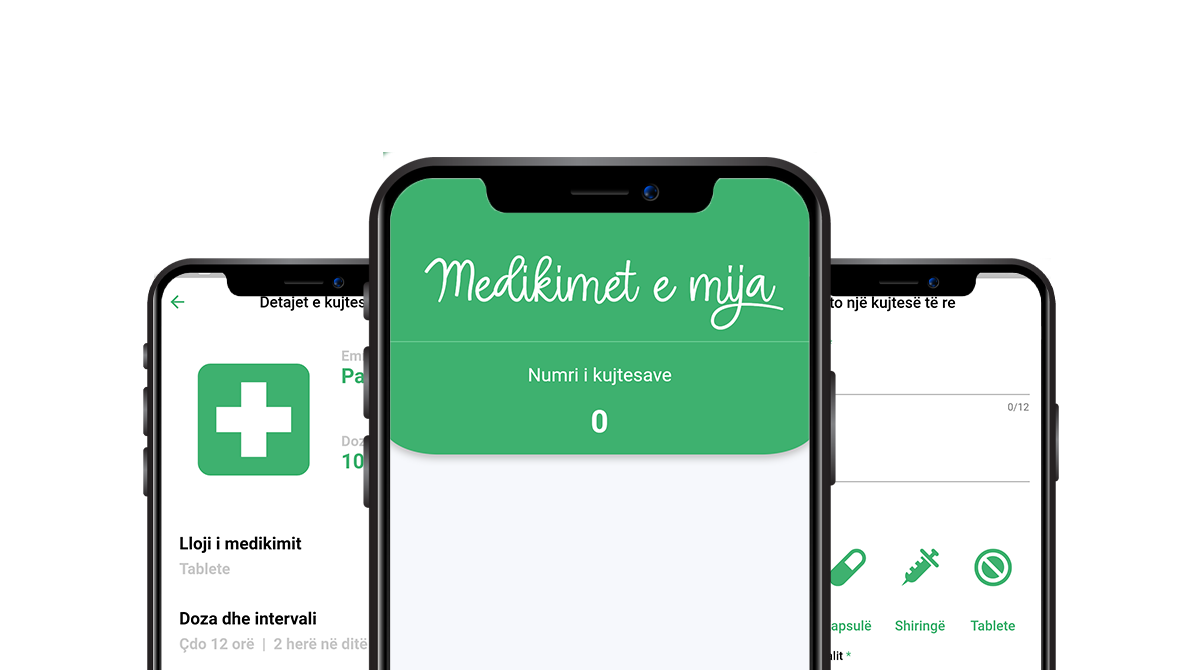 Medikimet e mija
Numri i kujtesave
0
Detajet e kujtes
Emi
Pa
Doz
10
Lloji i medikimit
Tablete
Doza dhe intervali
Çdo 12 orë | 2 herë në ditë
to një kujtesë të re
0/12
apsulë
Shiringë
Tablete
lit *